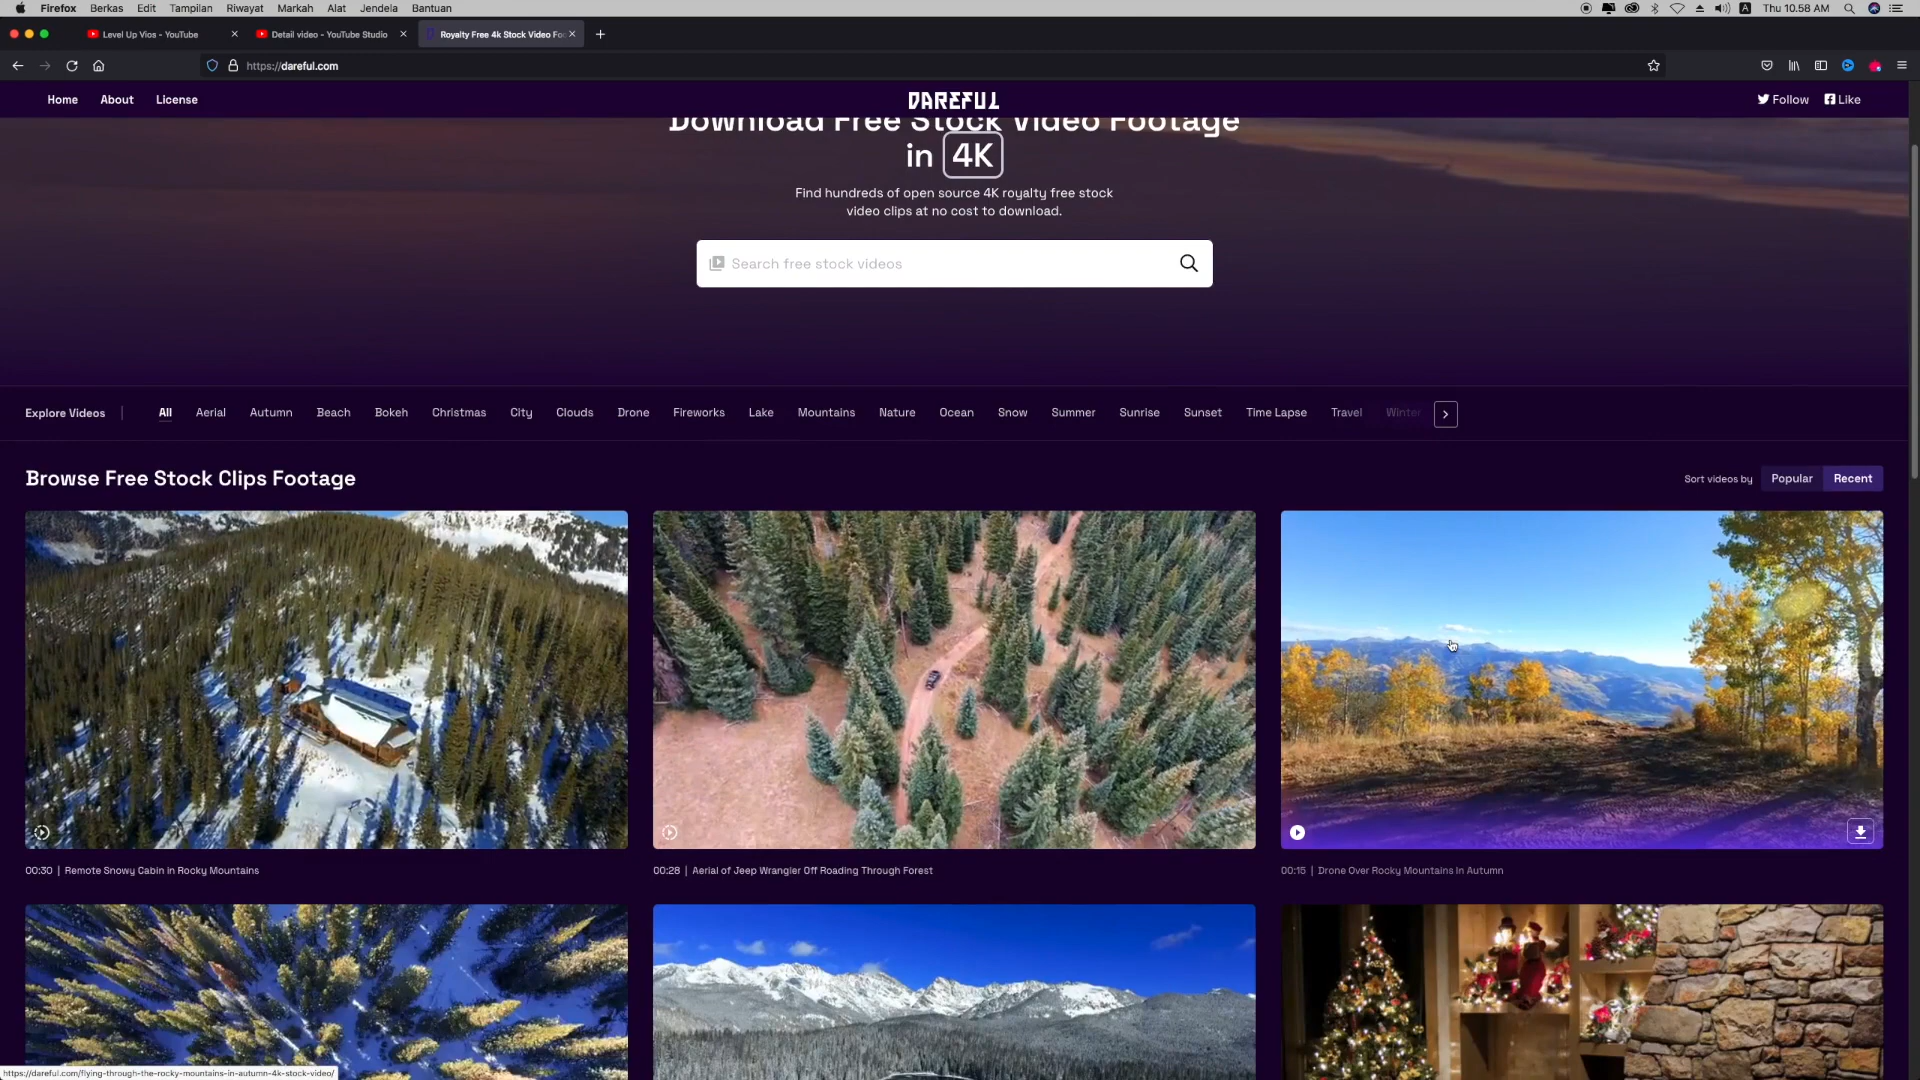 Firefox Berkas Edit Tampilan Riwayat Markah Alat Jendela Bantuan
A Thu 10.58 AM
Level Up Vios - YouTube
Detail video - YouTube Studio
Royalty Free 4k Stock Video Foo
https://dareful.com
Home About License
DAREFUL
Follow Like
Download Free Stock Video Footage
in 4K
Find hundreds of open source 4K royalty free stock
video clips at no cost to download.
Search free stock videos
Explore Videos All Aerial Autumn Beach Bokeh Christmas City Clouds Drone Fireworks Lake Mountains Nature Ocean Snow Summer Sunrise Sunset Time Lapse Travel Winter
Browse Free Stock Clips Footage
Sort videos by Popular Recent
00:30 | Remote Snowy Cabin in Rocky Mountains
00:28 | Aerial of Jeep Wrangler Off Roading Through Forest
00:15 | Drone Over Rocky Mountains In Autumn
https://dareful.com/flying-through-the-rocky-mountains-in-autumn-4k-stock-video/